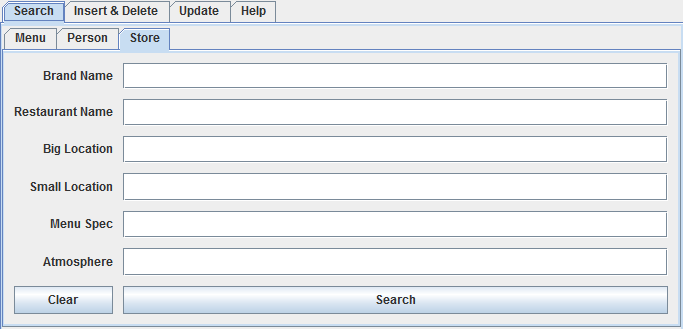 Search Insert & Delete Update Help
Menu Person Store
Brand Name
Restaurant Name
Big Location
Small Location
Menu Spec
Atmosphere
Clear Search